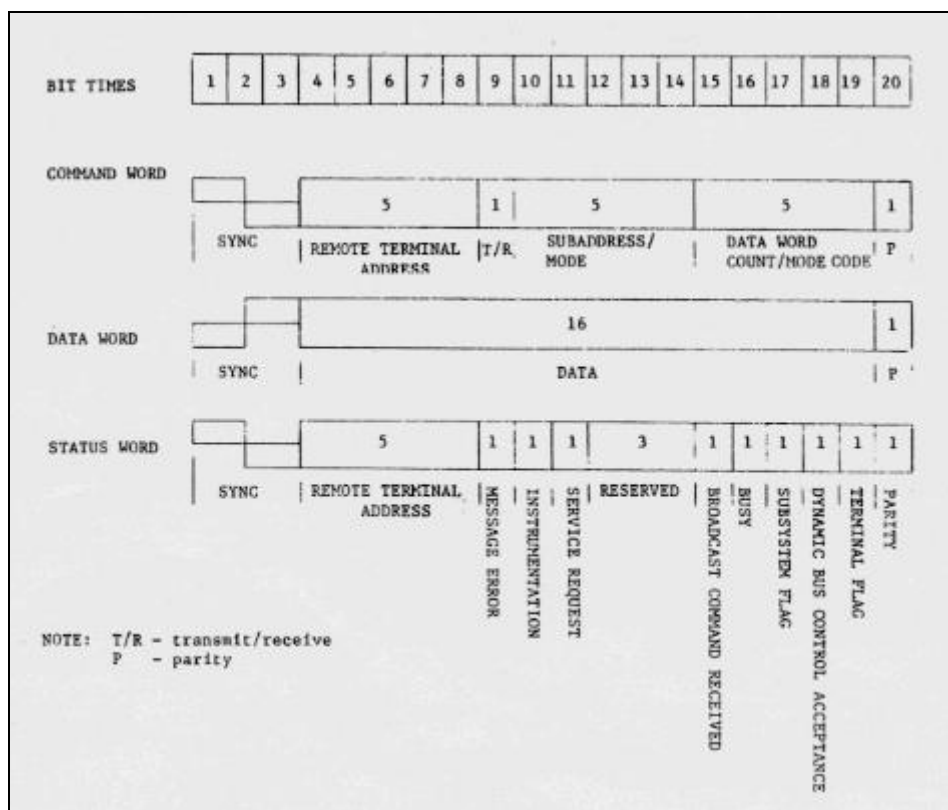 BIT TIMES 1 2 3 4 5 6 7 8 9 10 11 12 13 14 15 16 17 18 19 20
COMMAND WORD
5 1 5 5 1
SYNC REMOTE TERMINAL ADDRESS T/R SUBADDRESS/ MODE DATA WORD COUNT/MODE CODE P
DATA WORD
16 1
SYNC DATA P
STATUS WORD
5 1 1 1 3 1 1 1 1 1 1
SYNC REMOTE TERMINAL ADDRESS MESSAGE ERROR INSTRUMENTATION SERVICE REQUEST RESERVED BROADCAST COMMAND RECEIVED BUSY SUBSYSTEM FLAG DYNAMIC BUS CONTROL ACCEPTANCE TERMINAL FLAG PARITY
NOTE: T/R - transmit/receive
P - parity